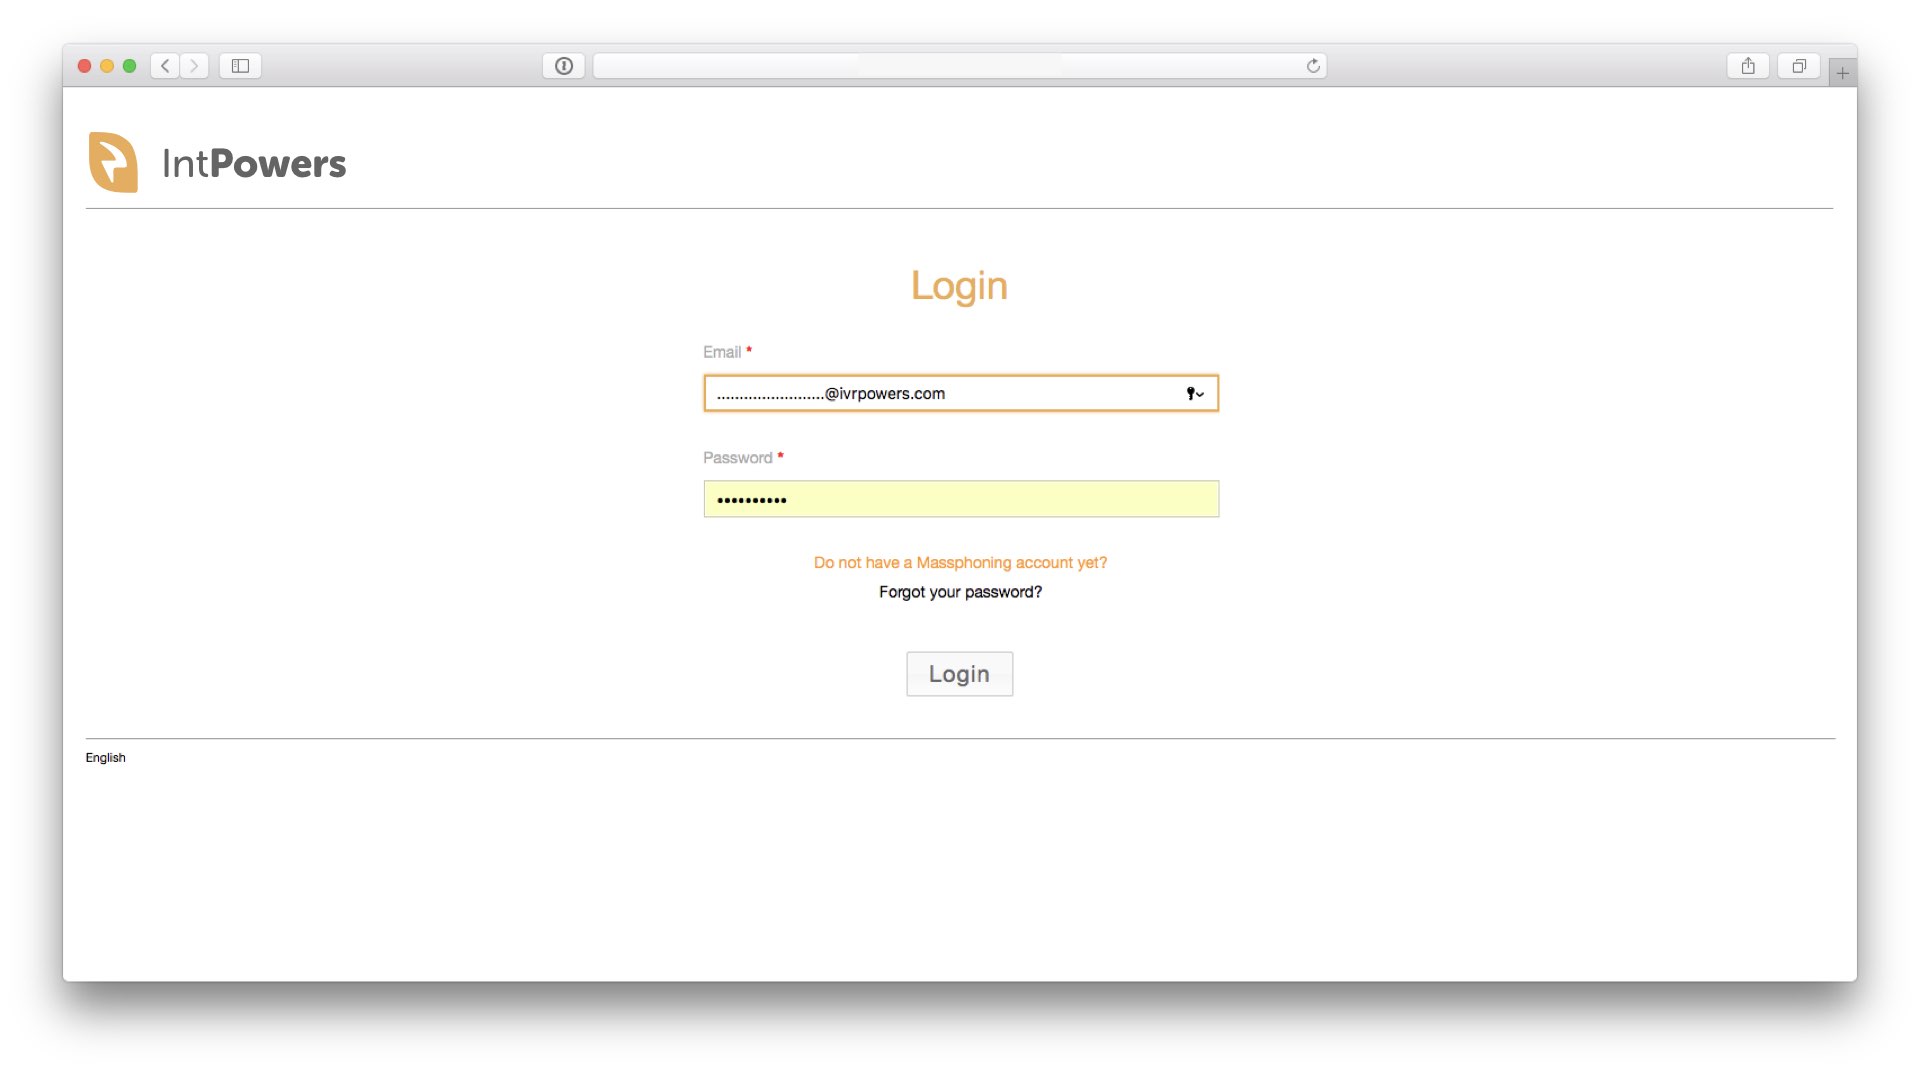 IntPowers
Login
Email *
........................@ivrpowers.com
Password *
••••••••••
Do not have a Massphoning account yet?
Forgot your password?
Login
English